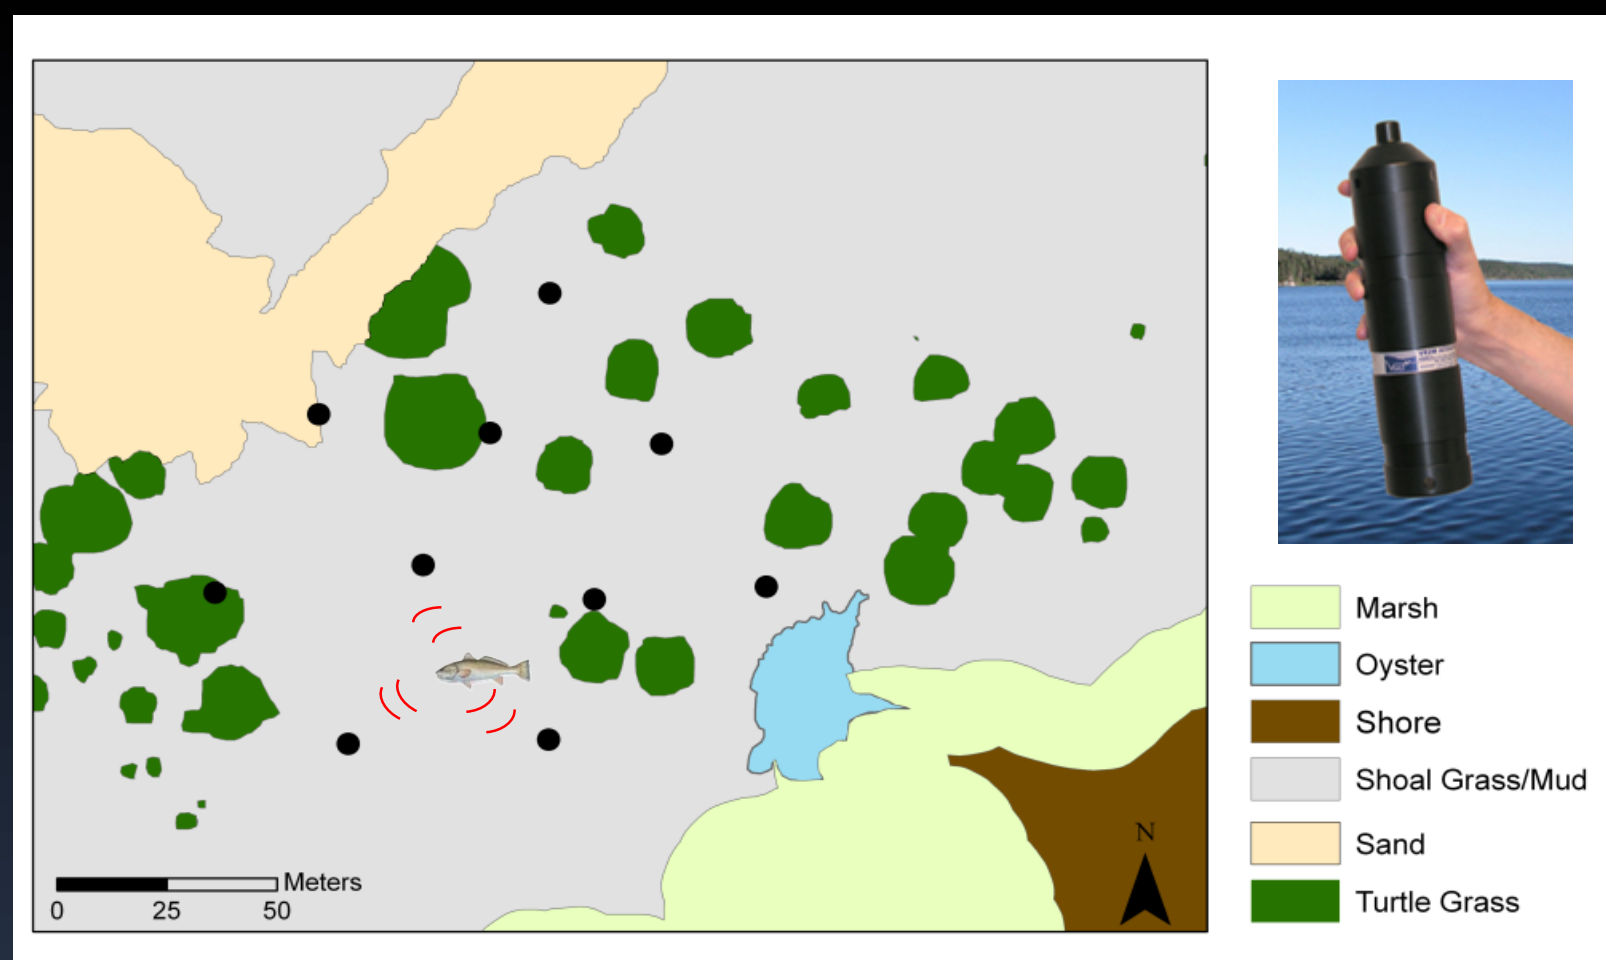 Marsh
Oyster
Shore
Shoal Grass/Mud
Sand
Turtle Grass
N
Meters
0 25 50